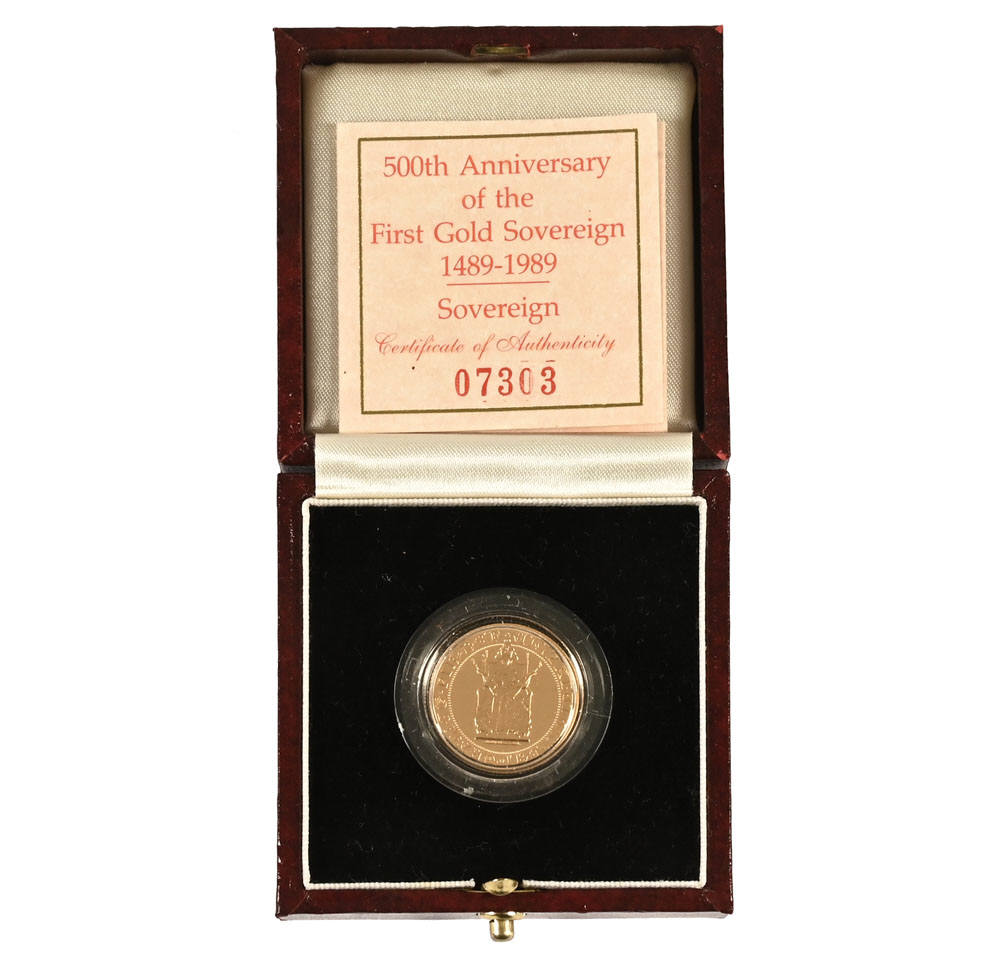 500th Anniversary
of the
First Gold Sovereign
1489-1989
Sovereign
Certificate of Authenticity
07303